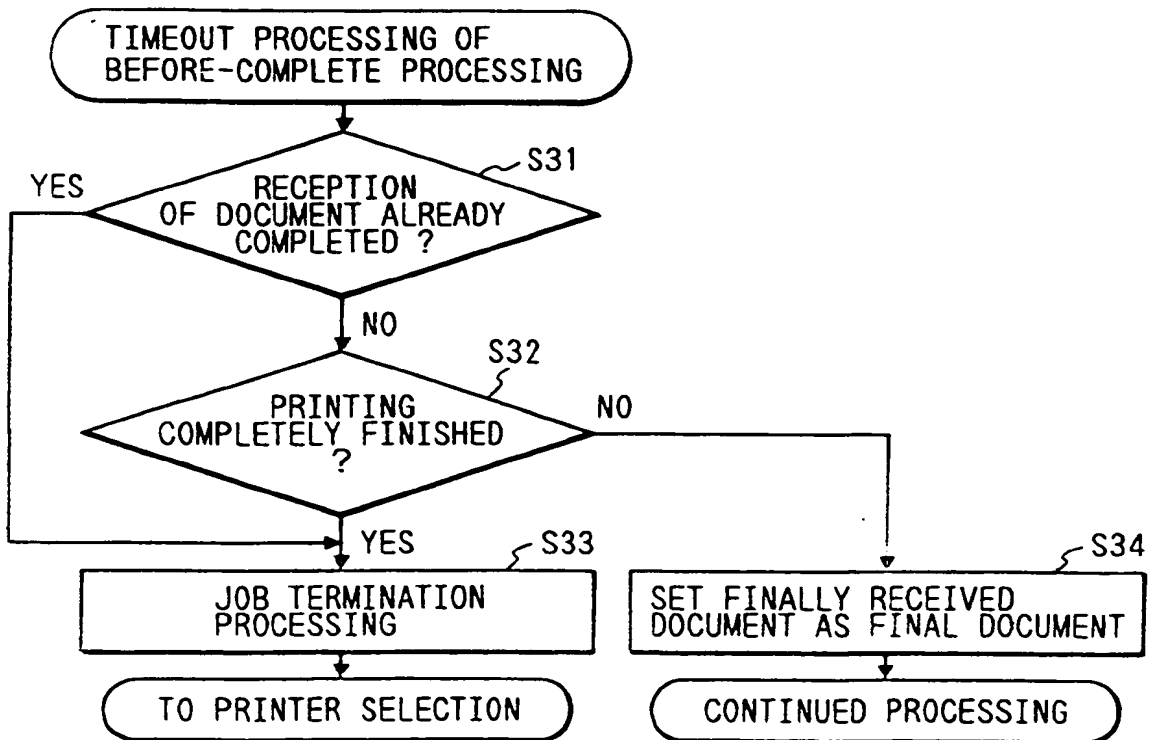 TIMEOUT PROCESSING OF
BEFORE-COMPLETE PROCESSING
S31
YES
RECEPTION
OF DOCUMENT ALREADY
COMPLETED ?
NO
S32
PRINTING
COMPLETELY FINISHED
?
NO
YES
S33
JOB TERMINATION
PROCESSING
S34
SET FINALLY RECEIVED
DOCUMENT AS FINAL DOCUMENT
TO PRINTER SELECTION
CONTINUED PROCESSING